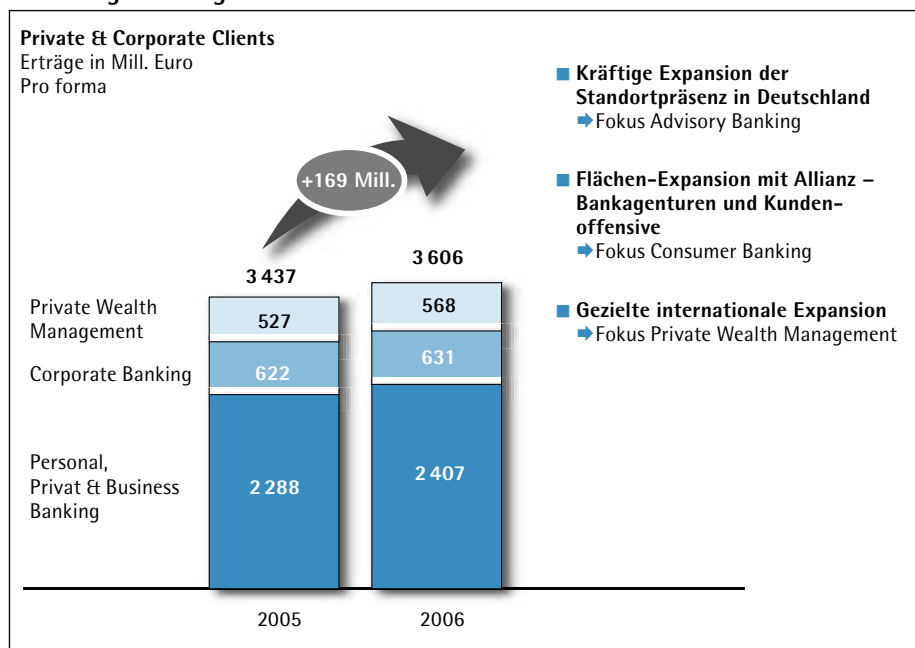 Private & Corporate Clients
Erträge in Mill. Euro
Pro forma
+169 Mill.
3 437
3 606
Private Wealth
Management
527
568
Corporate Banking
622
631
Personal,
Privat & Business
Banking
2 288
2 407
2005
2006
Kräftige Expansion der
Standortpräsenz in Deutschland
➡Fokus Advisory Banking
Flächen-Expansion mit Allianz –
Bankagenturen und Kunden-
offensive
➡Fokus Consumer Banking
Gezielte internationale Expansion
➡Fokus Private Wealth Management